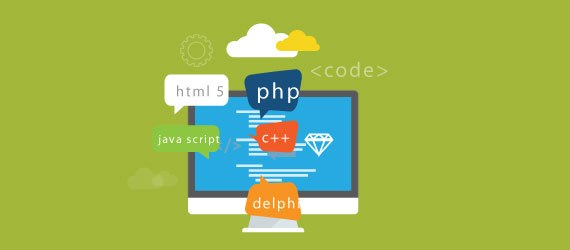 <code>
html 5
php
java script
</>
c++
delphi